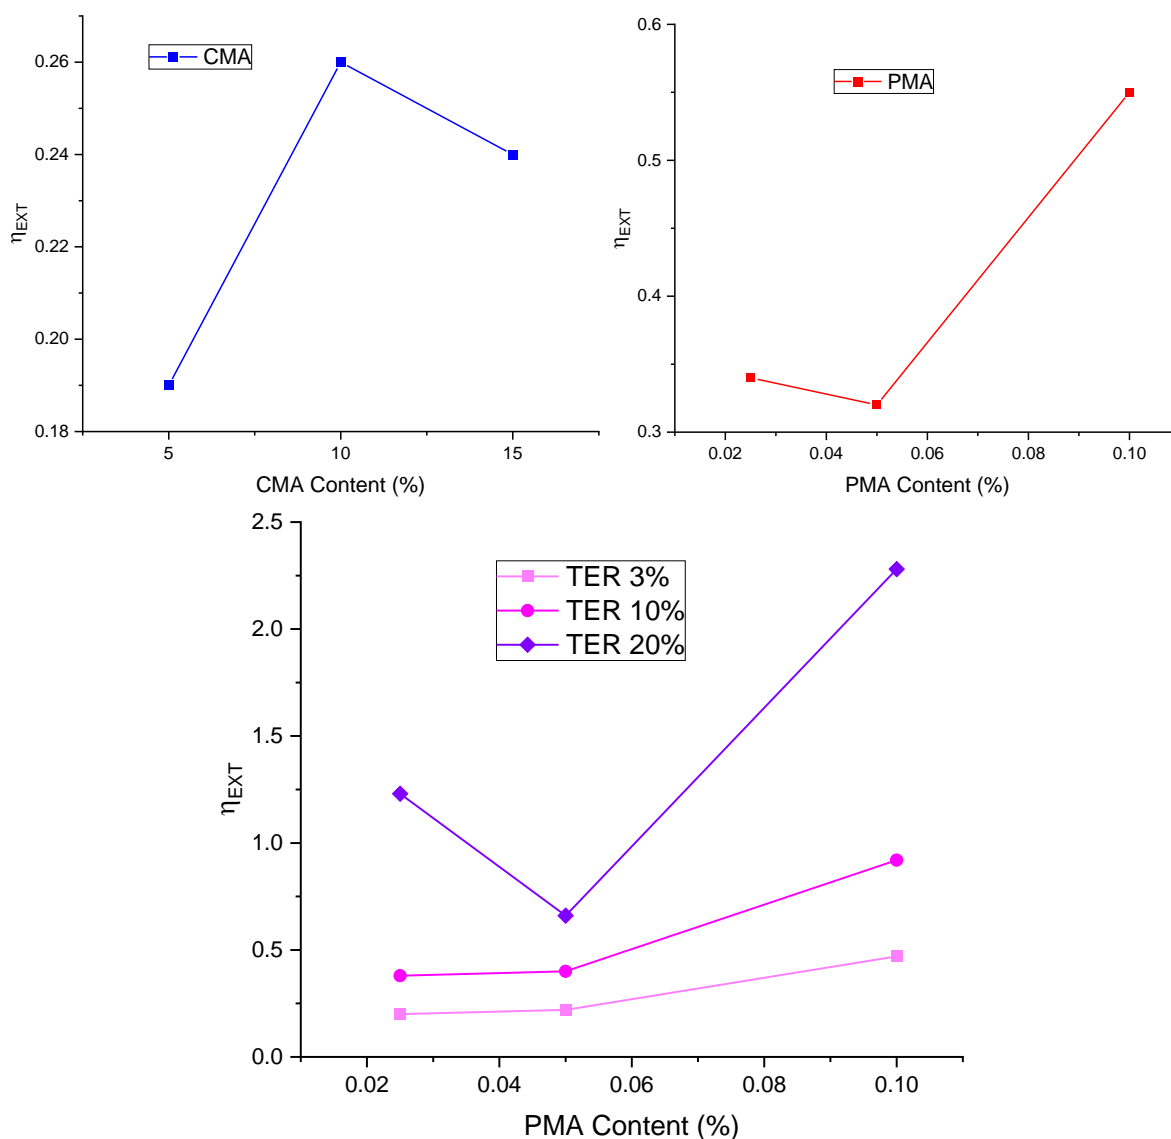 CMA
0.26
0.24
0.22
0.20
0.18
ηEXT
5 10 15
CMA Content (%)
PMA
0.6
0.5
0.4
0.3
ηEXT
0.02 0.04 0.06 0.08 0.10
PMA Content (%)
TER 3%
TER 10%
TER 20%
2.5
2.0
1.5
1.0
0.5
0.0
ηEXT
0.02 0.04 0.06 0.08 0.10
PMA Content (%)